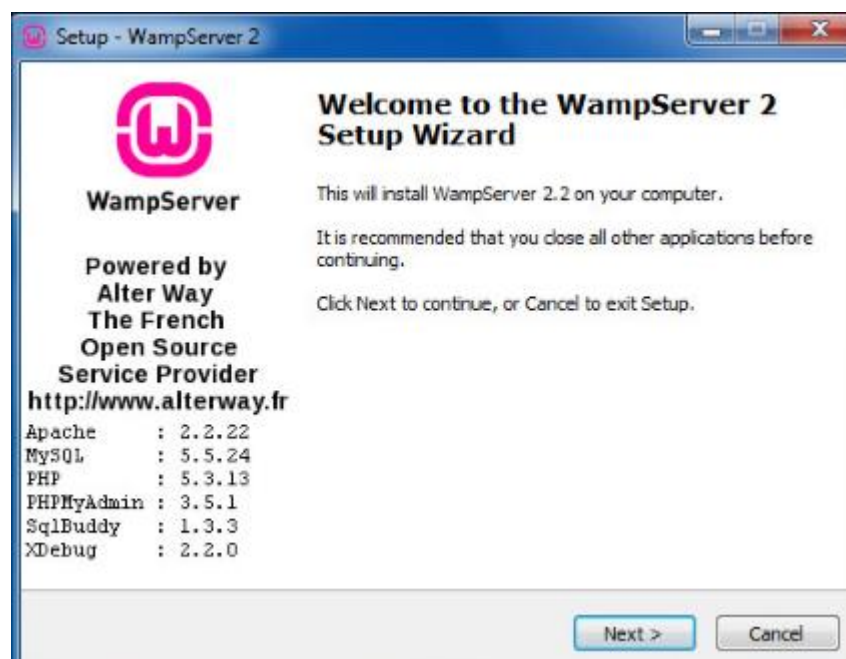 Setup - WampServer 2
WampServer
Powered by
Alter Way
The French
Open Source
Service Provider
http://www.alterway.fr
Apache : 2.2.22
MySQL : 5.5.24
PHP : 5.3.13
PHPMyAdmin : 3.5.1
SqlBuddy : 1.3.3
XDebug : 2.2.0
Welcome to the WampServer 2
Setup Wizard
This will install WampServer 2.2 on your computer.
It is recommended that you close all other applications before
continuing.
Click Next to continue, or Cancel to exit Setup.
Next >
Cancel